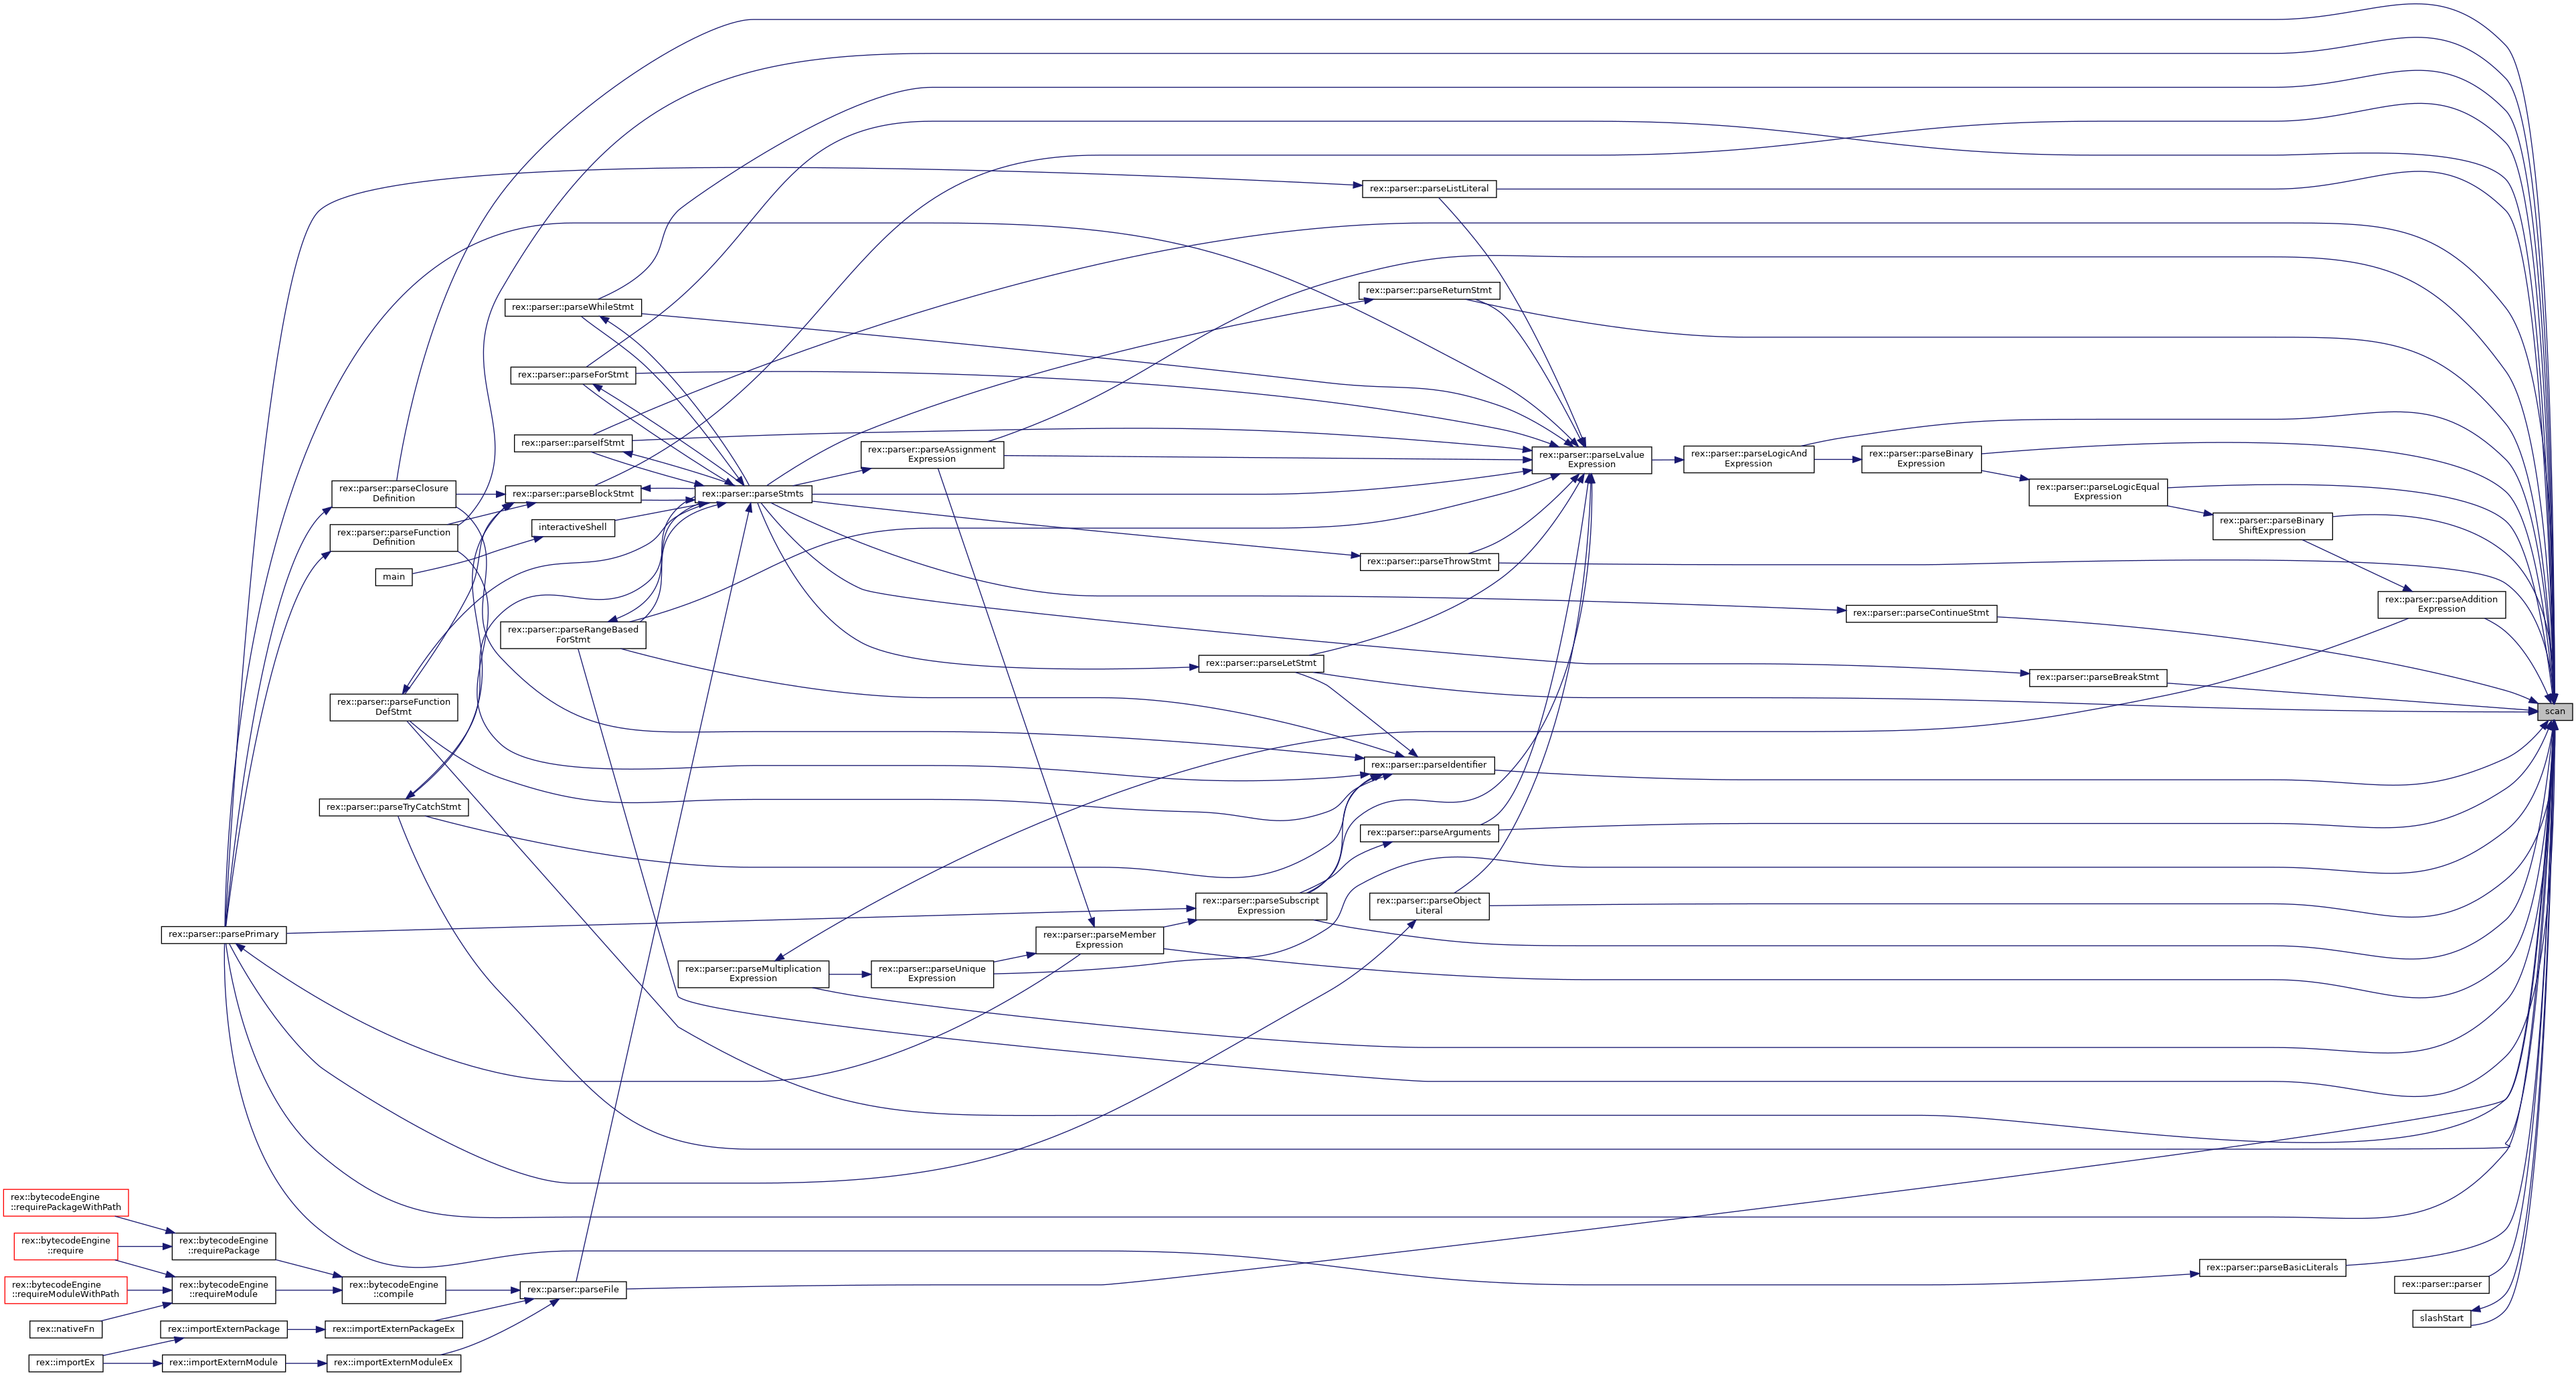 rex::parser::parseListLiteral
rex::parser::parseReturnStmt
rex::parser::parseWhileStmt
rex::parser::parseForStmt
rex::parser::parseIfStmt
rex::parser::parseAssignment
Expression
rex::parser::parseLvalue
Expression
rex::parser::parseLogicAnd
Expression
rex::parser::parseBinary
Expression
rex::parser::parseClosure
Definition
rex::parser::parseBlockStmt
rex::parser::parseStmts
rex::parser::parseLogicEqual
Expression
rex::parser::parseFunction
Definition
interactiveShell
rex::parser::parseBinary
ShiftExpression
main
rex::parser::parseThrowStmt
rex::parser::parseAddition
Expression
rex::parser::parseContinueStmt
rex::parser::parseRangeBased
ForStmt
rex::parser::parseLetStmt
rex::parser::parseBreakStmt
rex::parser::parseFunction
DefStmt
scan
rex::parser::parseIdentifier
rex::parser::parseTryCatchStmt
rex::parser::parseArguments
rex::parser::parseSubscript
Expression
rex::parser::parseObject
Literal
rex::parser::parsePrimary
rex::parser::parseMember
Expression
rex::parser::parseMultiplication
Expression
rex::parser::parseUnique
Expression
rex::bytecodeEngine
::requirePackageWithPath
rex::bytecodeEngine
::require
rex::bytecodeEngine
::requirePackage
rex::parser::parseBasicLiterals
rex::bytecodeEngine
::requireModuleWithPath
rex::bytecodeEngine
::requireModule
rex::bytecodeEngine
::compile
rex::parser::parseFile
rex::parser::parser
slashStart
rex::nativeFn
rex::importExternPackage
rex::importExternPackageEx
rex::importEx
rex::importExternModule
rex::importExternModuleEx